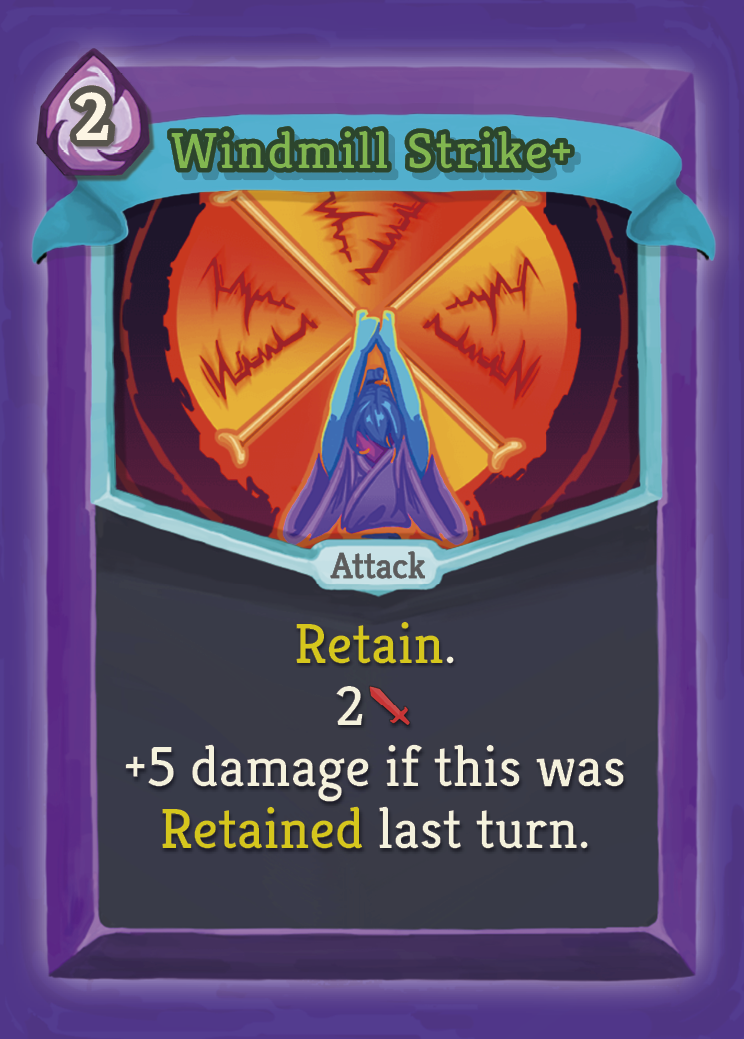 2
Windmill Strike+
Attack
Retain.
2
+5 damage if this was
Retained last turn.